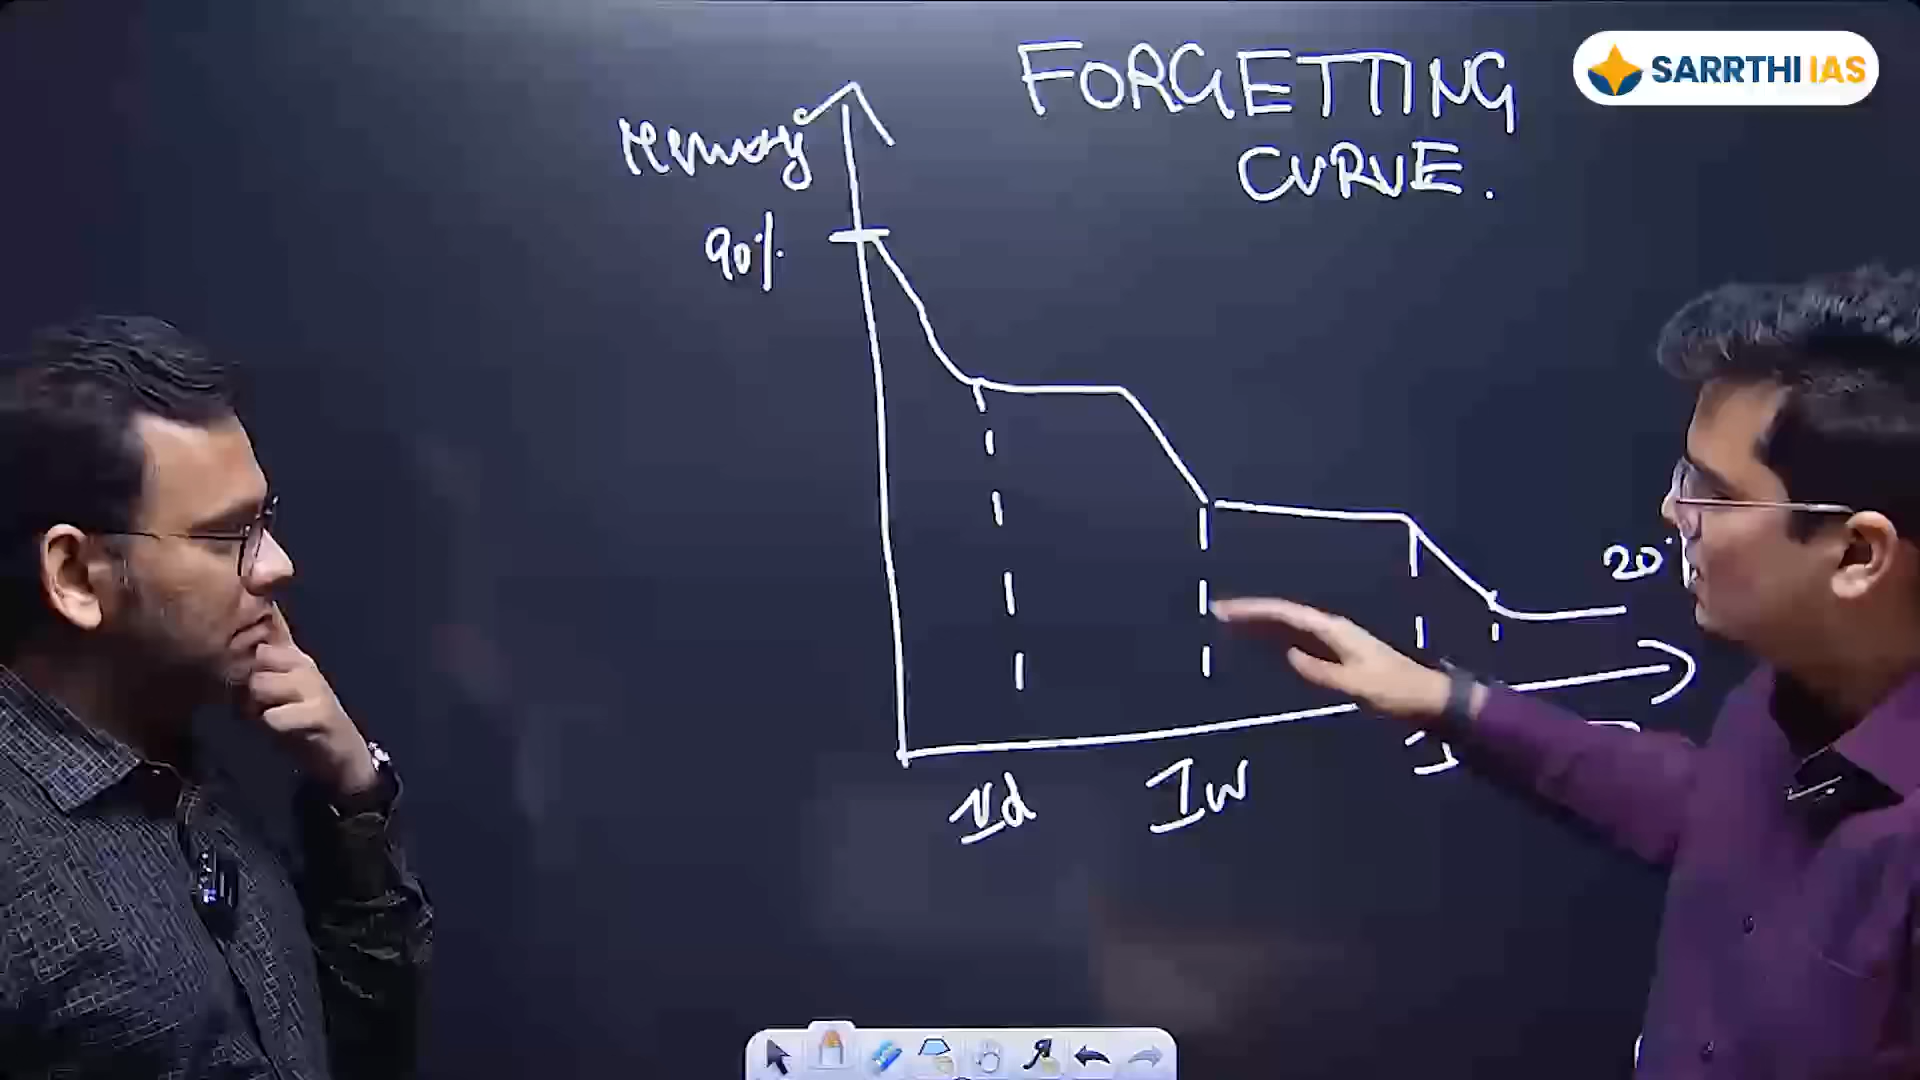 FORGETTING
CURVE.
SARRTHI IAS
Memory
90%
20%
1d
1w